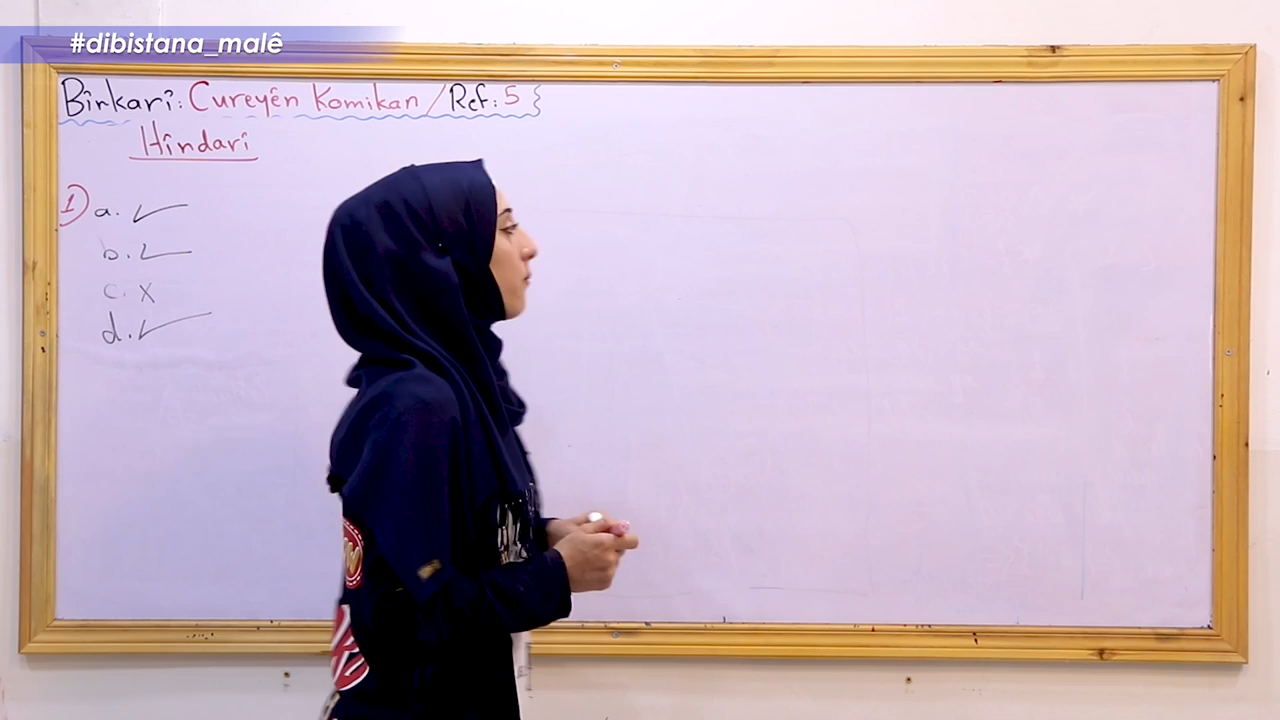 #dibistana_malê
Bîrkarî: Cureyên Komikan / Ref: 5
Hîndarî
1) a. ✓
b. ✓
c. x
d. ✓